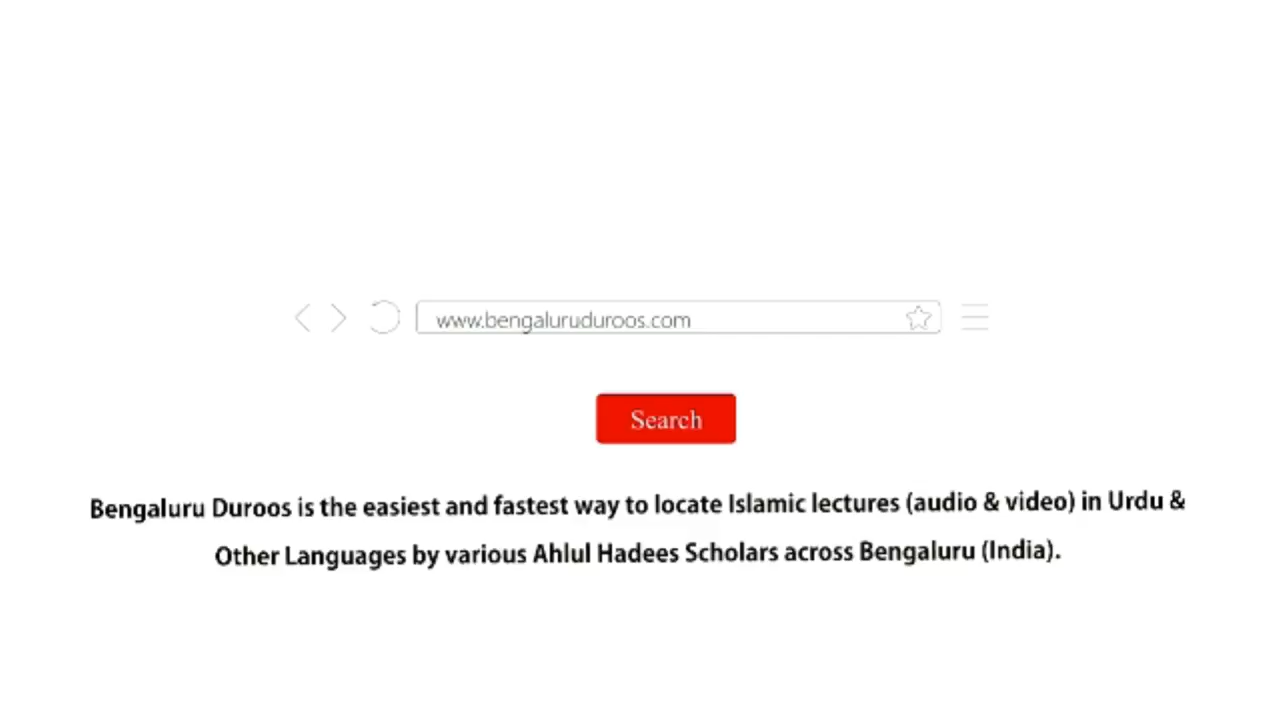 www.bengaluruduroos.com
Search
Bengaluru Duroos is the easiest and fastest way to locate Islamic lectures (audio & video) in Urdu &
Other Languages by various Ahlul Hadees Scholars across Bengaluru (India).